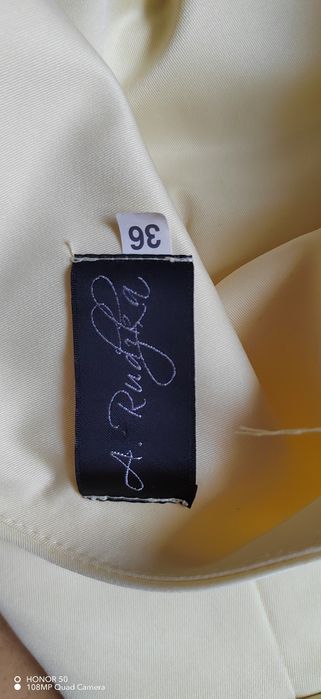 36
A. Rudzka
HONOR 50
108MP Quad Camera